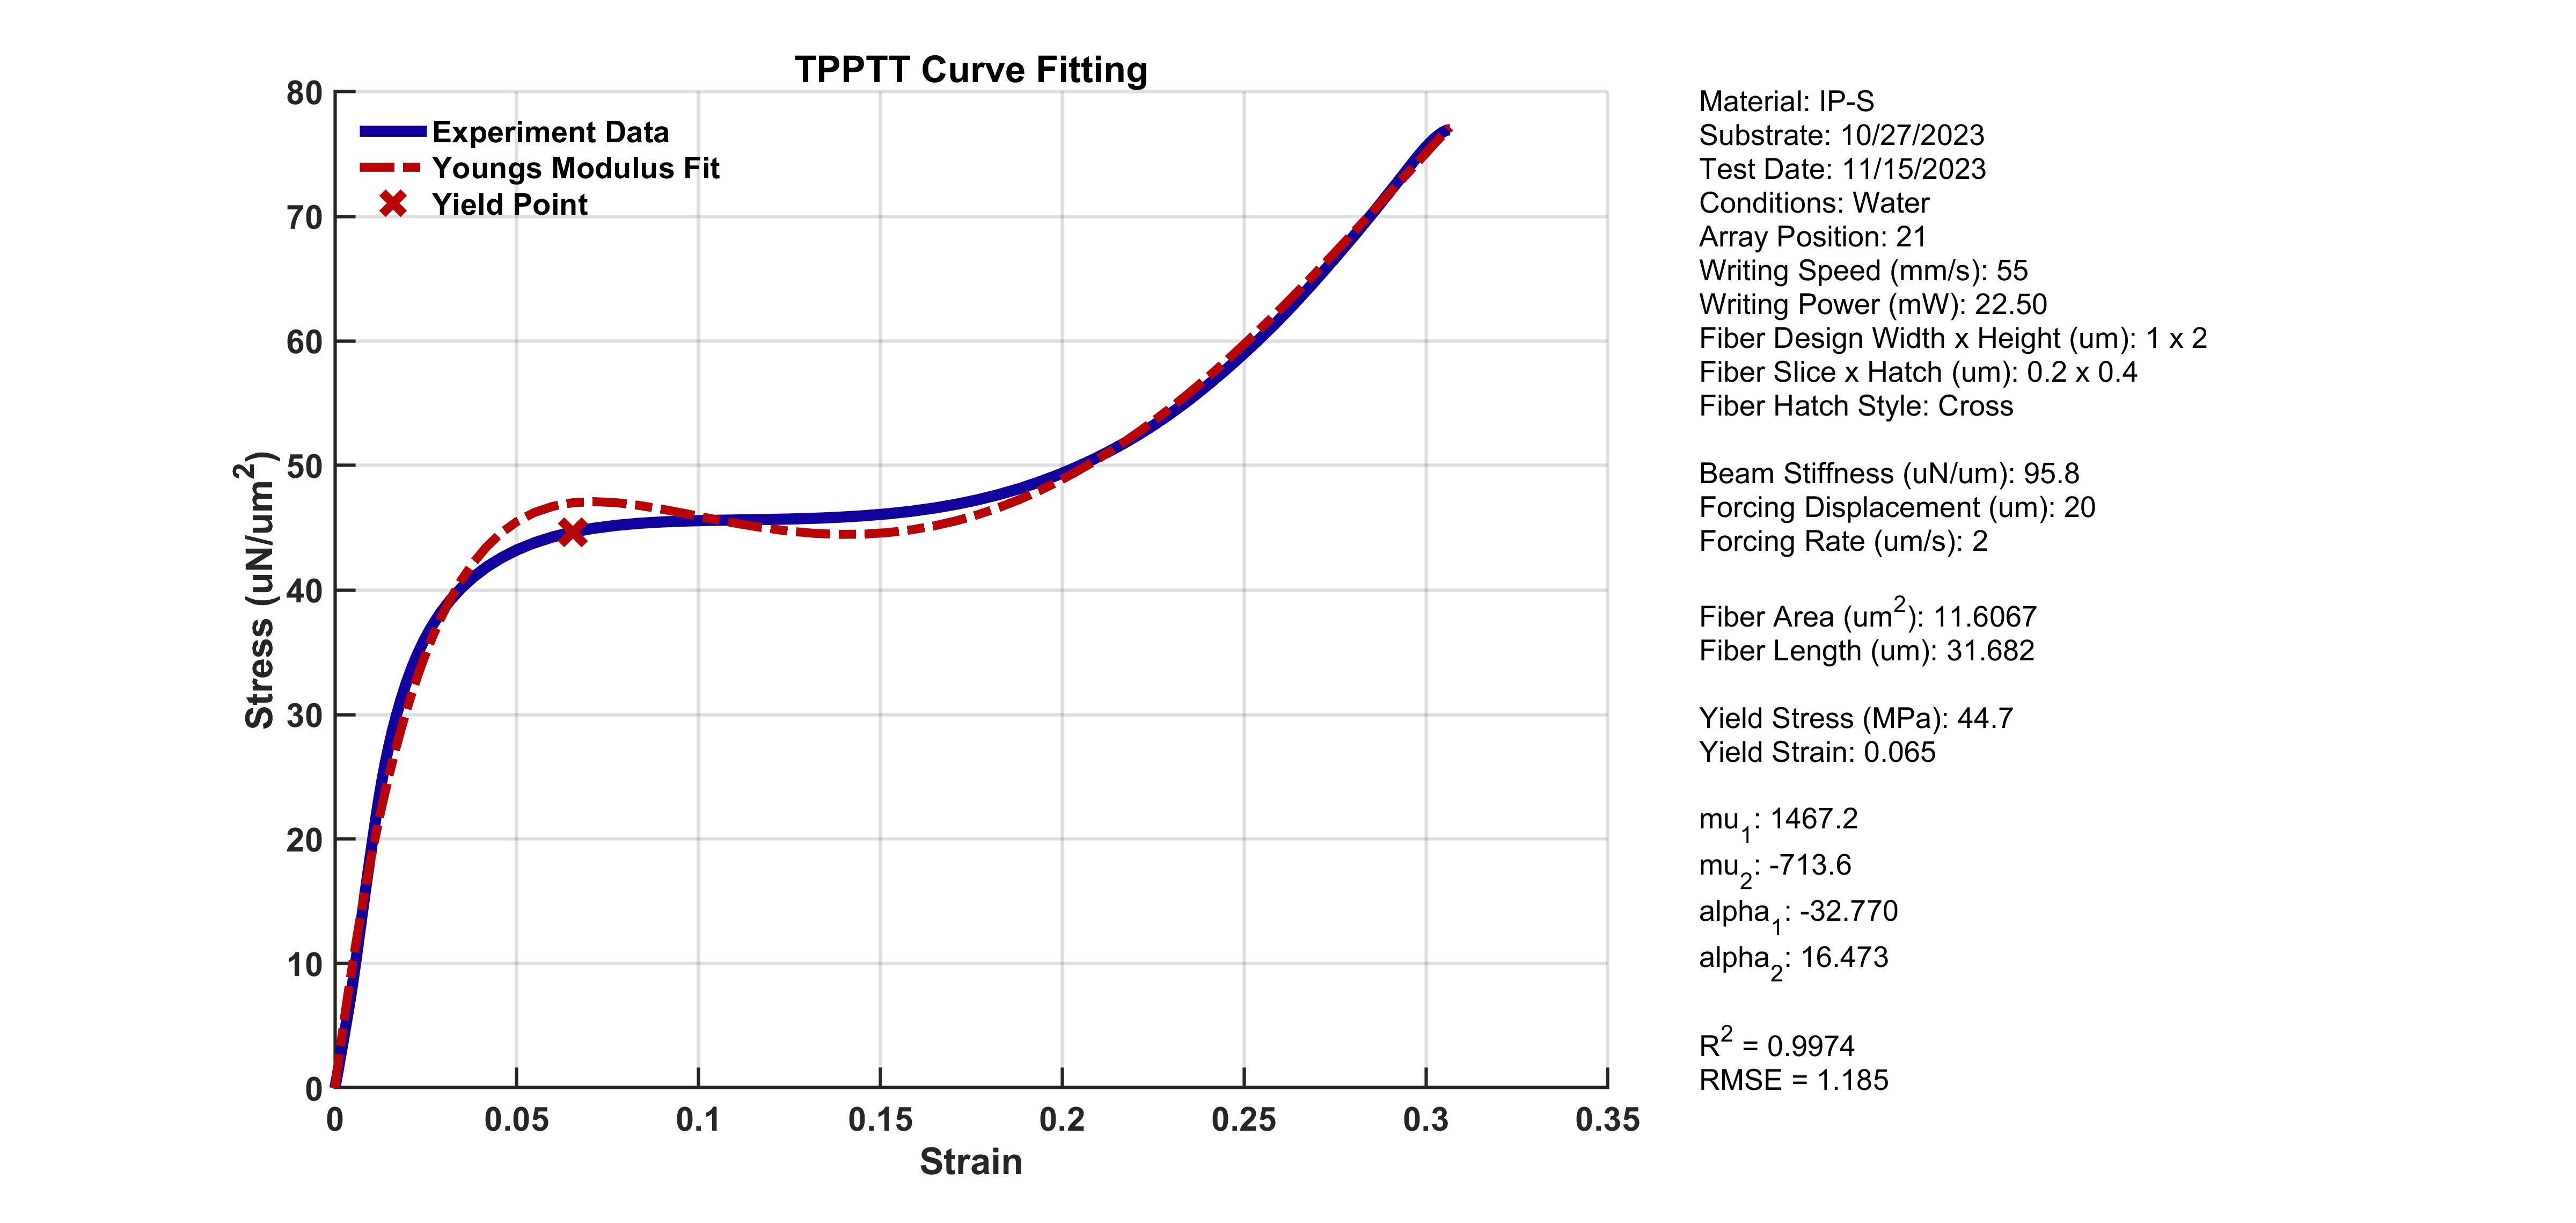 TPPTT Curve Fitting
80
70
60
50
40
30
20
10
0
Stress (uN/um²)
Experiment Data
Youngs Modulus Fit
Yield Point
0 0.05 0.1 0.15 0.2 0.25 0.3 0.35
Strain
Material: IP-S
Substrate: 10/27/2023
Test Date: 11/15/2023
Conditions: Water
Array Position: 21
Writing Speed (mm/s): 55
Writing Power (mW): 22.50
Fiber Design Width x Height (um): 1 x 2
Fiber Slice x Hatch (um): 0.2 x 0.4
Fiber Hatch Style: Cross
Beam Stiffness (uN/um): 95.8
Forcing Displacement (um): 20
Forcing Rate (um/s): 2
Fiber Area (um²): 11.6067
Fiber Length (um): 31.682
Yield Stress (MPa): 44.7
Yield Strain: 0.065
mu₁: 1467.2
mu₂: -713.6
alpha₁: -32.770
alpha₂: 16.473
R² = 0.9974
RMSE = 1.185